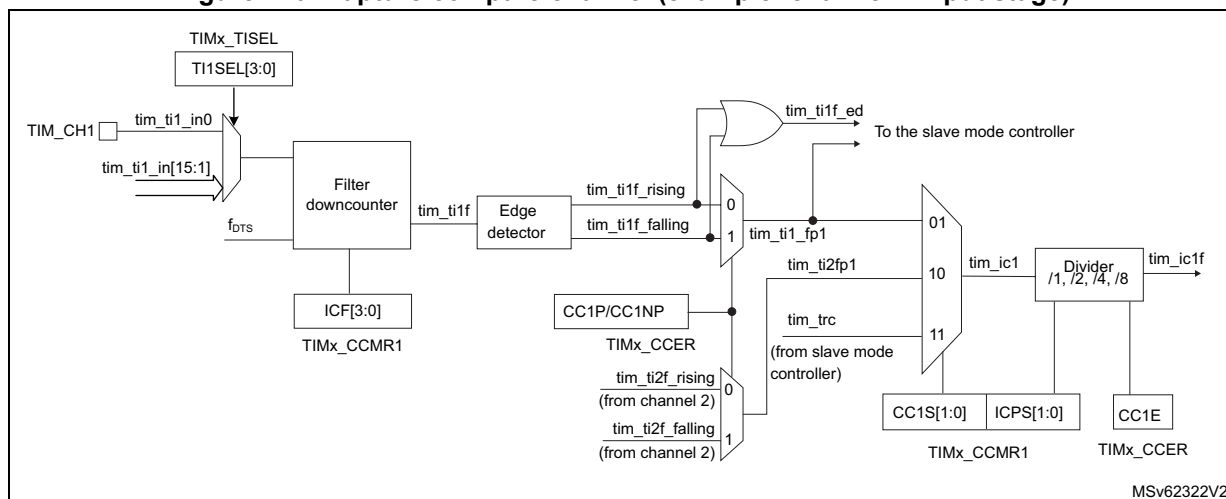 TIMx_TISEL
TI1SEL[3:0]
TIM_CH1
tim_ti1_in0
tim_ti1_in[15:1]
fDTS
Filter
downcounter
ICF[3:0]
TIMx_CCMR1
tim_ti1f
Edge
detector
tim_ti1f_rising
tim_ti1f_falling
tim_ti1f_ed
To the slave mode controller
0
1
tim_ti1_fp1
tim_ti2fp1
CC1P/CC1NP
TIMx_CCER
tim_trc
(from slave mode
controller)
tim_ti2f_rising
(from channel 2)
tim_ti2f_falling
(from channel 2)
0
1
01
10
11
tim_ic1
Divider
/1, /2, /4, /8
tim_ic1f
CC1S[1:0]
ICPS[1:0]
TIMx_CCMR1
CC1E
TIMx_CCER
MSv62322V2